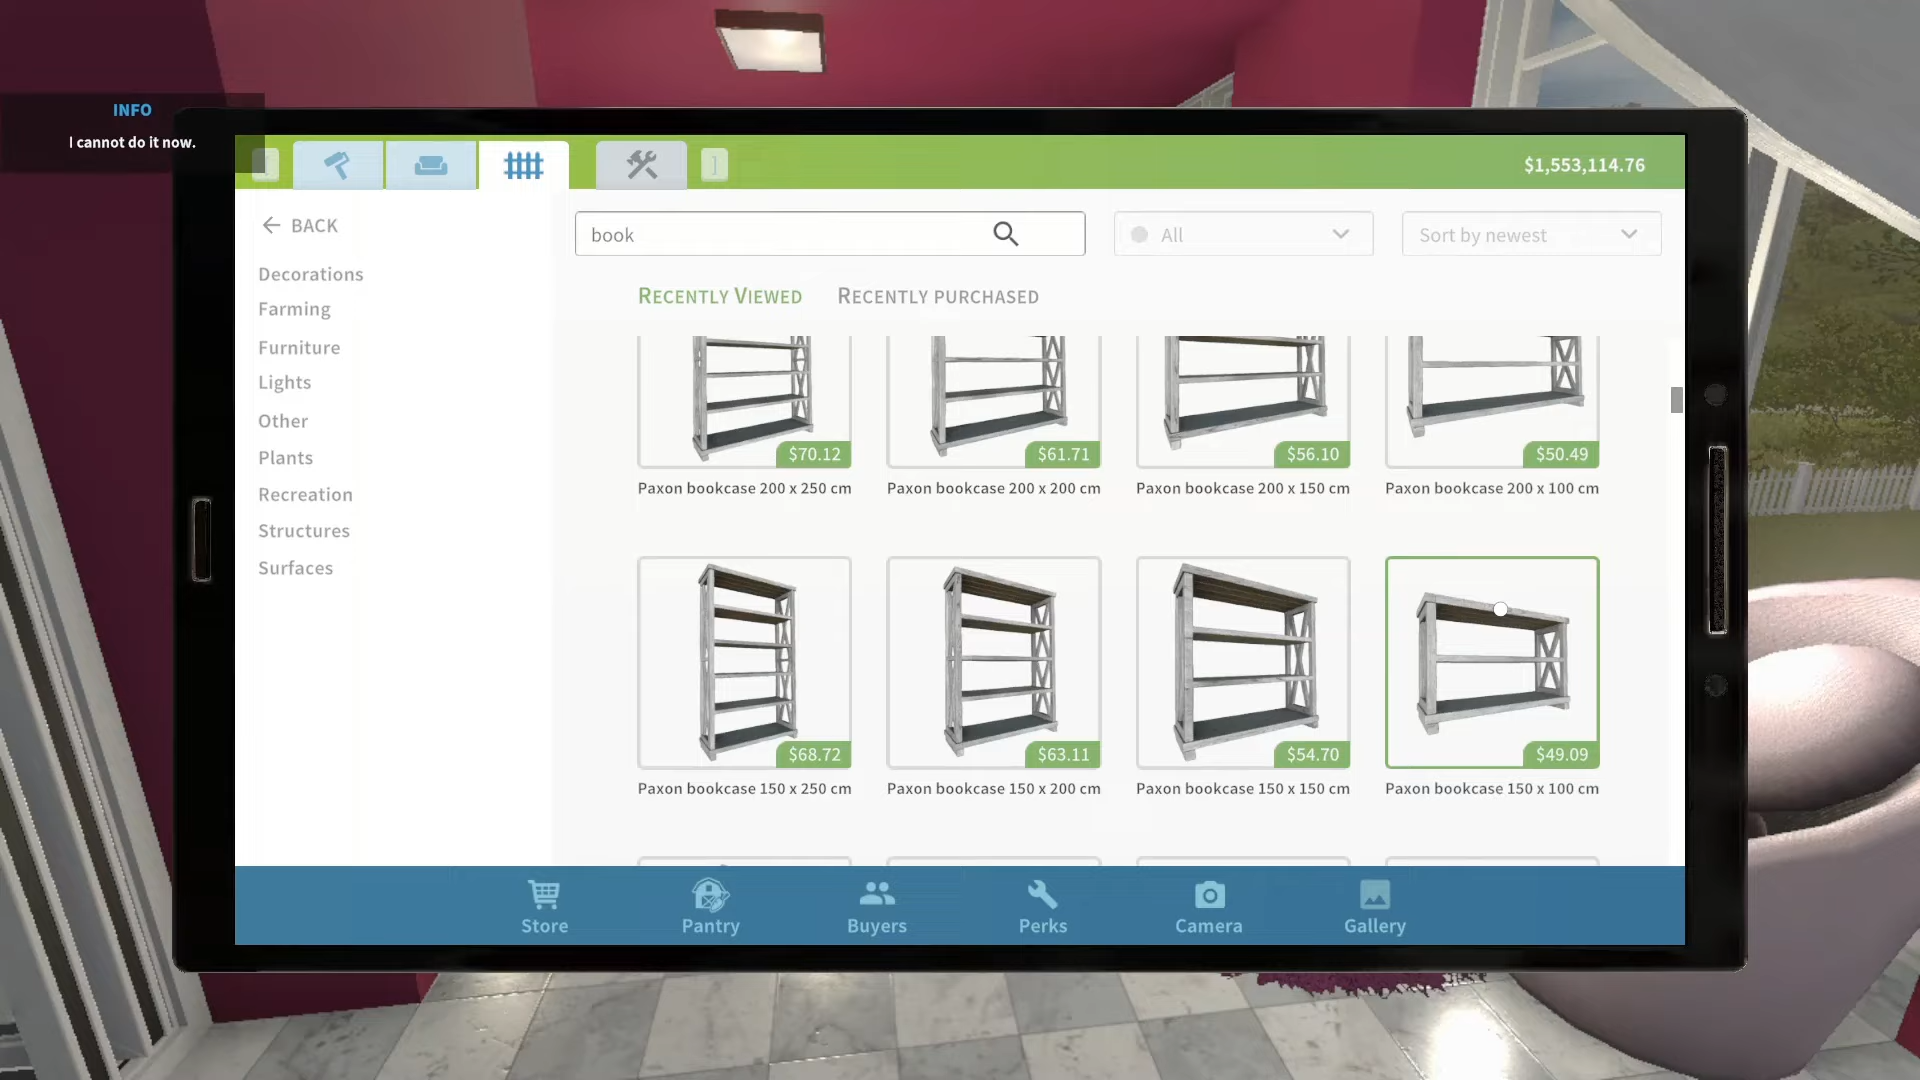 INFO
I cannot do it now.
[ ]
$1,553,114.76
BACK
book
All
Sort by newest
RECENTLY VIEWED
RECENTLY PURCHASED
Decorations
Farming
Furniture
Lights
Other
Plants
Recreation
Structures
Surfaces
$70.12
$61.71
$56.10
$50.49
Paxon bookcase 200 x 250 cm
Paxon bookcase 200 x 200 cm
Paxon bookcase 200 x 150 cm
Paxon bookcase 200 x 100 cm
$68.72
$63.11
$54.70
$49.09
Paxon bookcase 150 x 250 cm
Paxon bookcase 150 x 200 cm
Paxon bookcase 150 x 150 cm
Paxon bookcase 150 x 100 cm
Store
Pantry
Buyers
Perks
Camera
Gallery